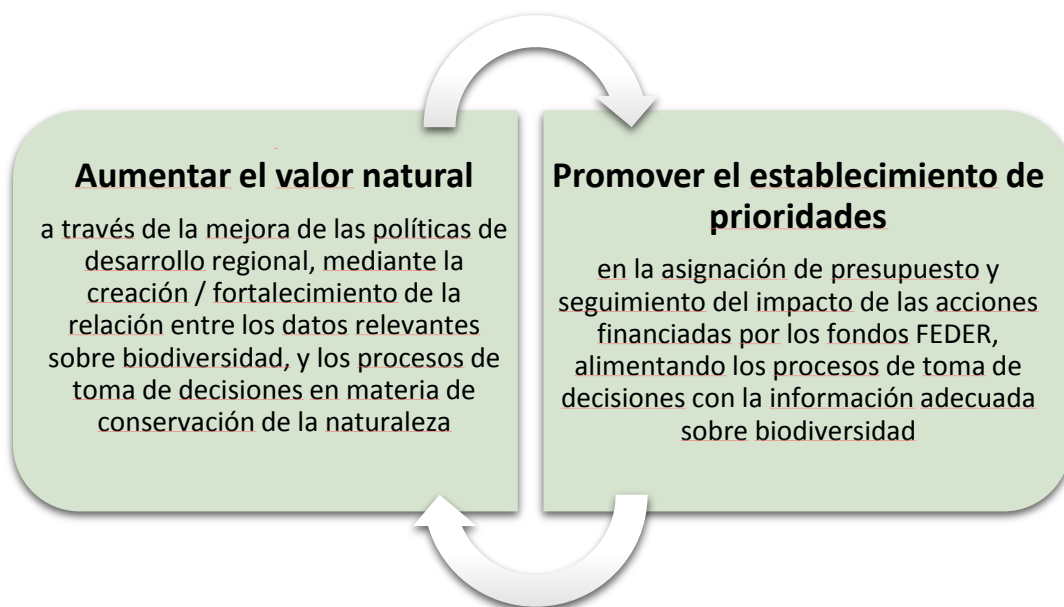 Aumentar el valor natural
a través de la mejora de las políticas de
desarrollo regional, mediante la
creación / fortalecimiento de la
relación entre los datos relevantes
sobre biodiversidad, y los procesos de
toma de decisiones en materia de
conservación de la naturaleza
Promover el establecimiento de
prioridades
en la asignación de presupuesto y
seguimiento del impacto de las acciones
financiadas por los fondos FEDER,
alimentando los procesos de toma de
decisiones con la información adecuada
sobre biodiversidad